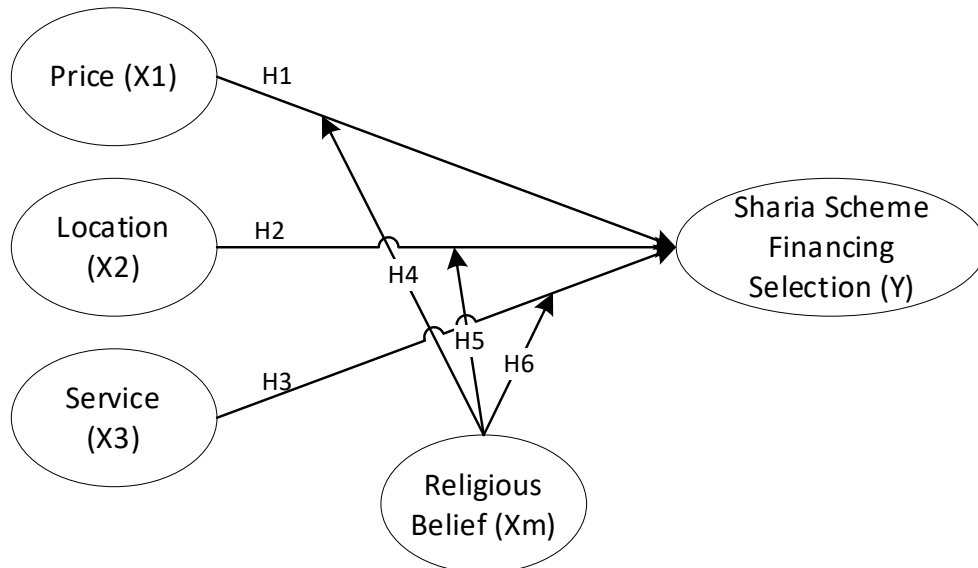 Price (X1)
H1
Location
(X2)
H2
Sharia Scheme
Financing
Selection (Y)
H4
H5
H6
Service
(X3)
H3
Religious
Belief (Xm)